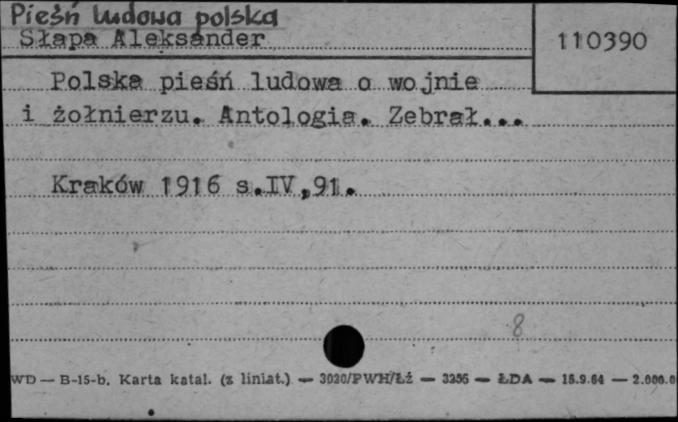 Pieśń ludowa polska
Słapa Aleksander
110390
Polska pieśń ludowa o wojnie
i żołnierzu. Antologia. Zebrał...
Kraków 1916 s.IV,91.
8
WD — B-15-b. Karta katal. (z liniat.) — 3020/PWH/Łź — 3356 — ŁDA — 15.9.64 — 2.000.0